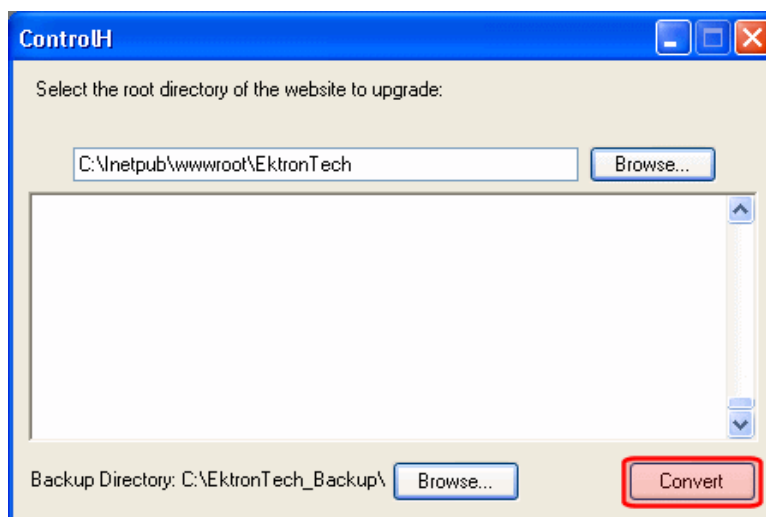 ControlH
Select the root directory of the website to upgrade:
C:\Inetpub\wwwroot\EktronTech Browse...
Backup Directory: C:\EktronTech_Backup\ Browse... Convert